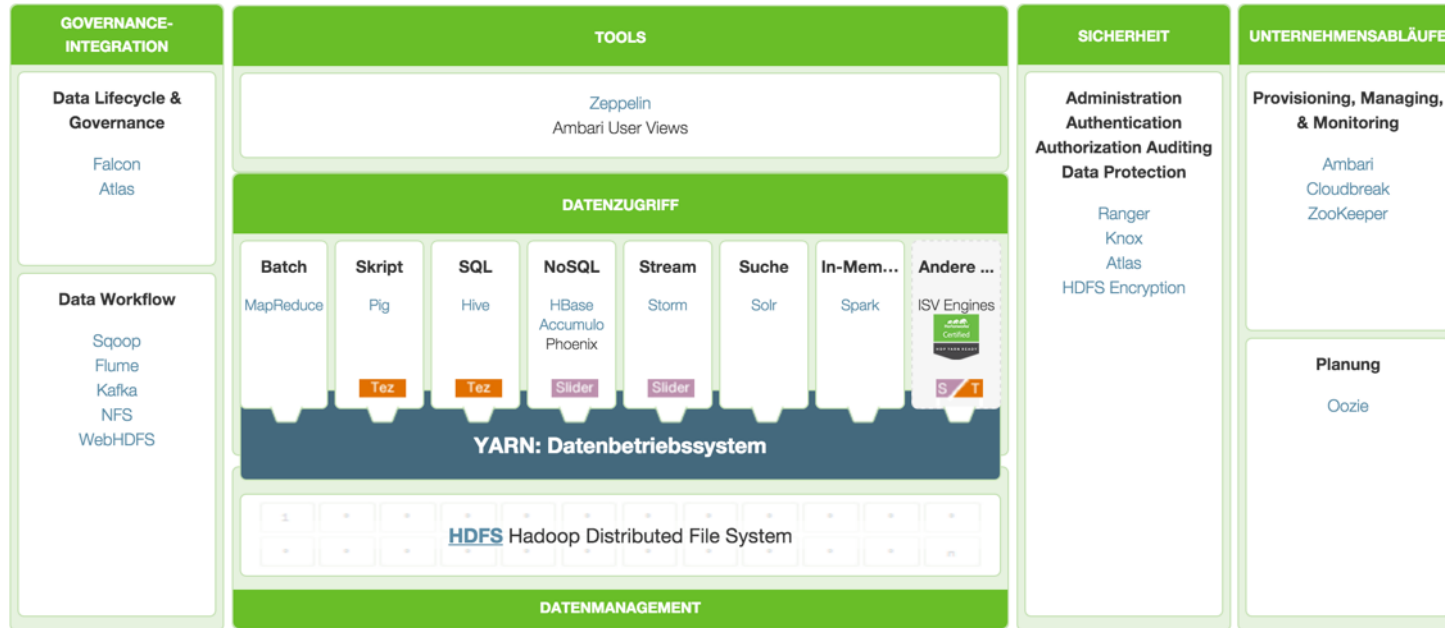 GOVERNANCE-
INTEGRATION
Data Lifecycle &
Governance
Falcon
Atlas
Data Workflow
Sqoop
Flume
Kafka
NFS
WebHDFS
TOOLS
Zeppelin
Ambari User Views
DATENZUGRIFF
Batch
MapReduce
Skript
Pig
Tez
SQL
Hive
Tez
NoSQL
HBase
Accumulo
Phoenix
Slider
Stream
Storm
Slider
Suche
Solr
In-Mem...
Spark
Andere ...
ISV Engines
Certified
S / T
YARN: Datenbetriebssystem
1
HDFS Hadoop Distributed File System
n
DATENMANAGEMENT
SICHERHEIT
Administration
Authentication
Authorization Auditing
Data Protection
Ranger
Knox
Atlas
HDFS Encryption
UNTERNEHMENSABLÄUFE
Provisioning, Managing,
& Monitoring
Ambari
Cloudbreak
ZooKeeper
Planung
Oozie